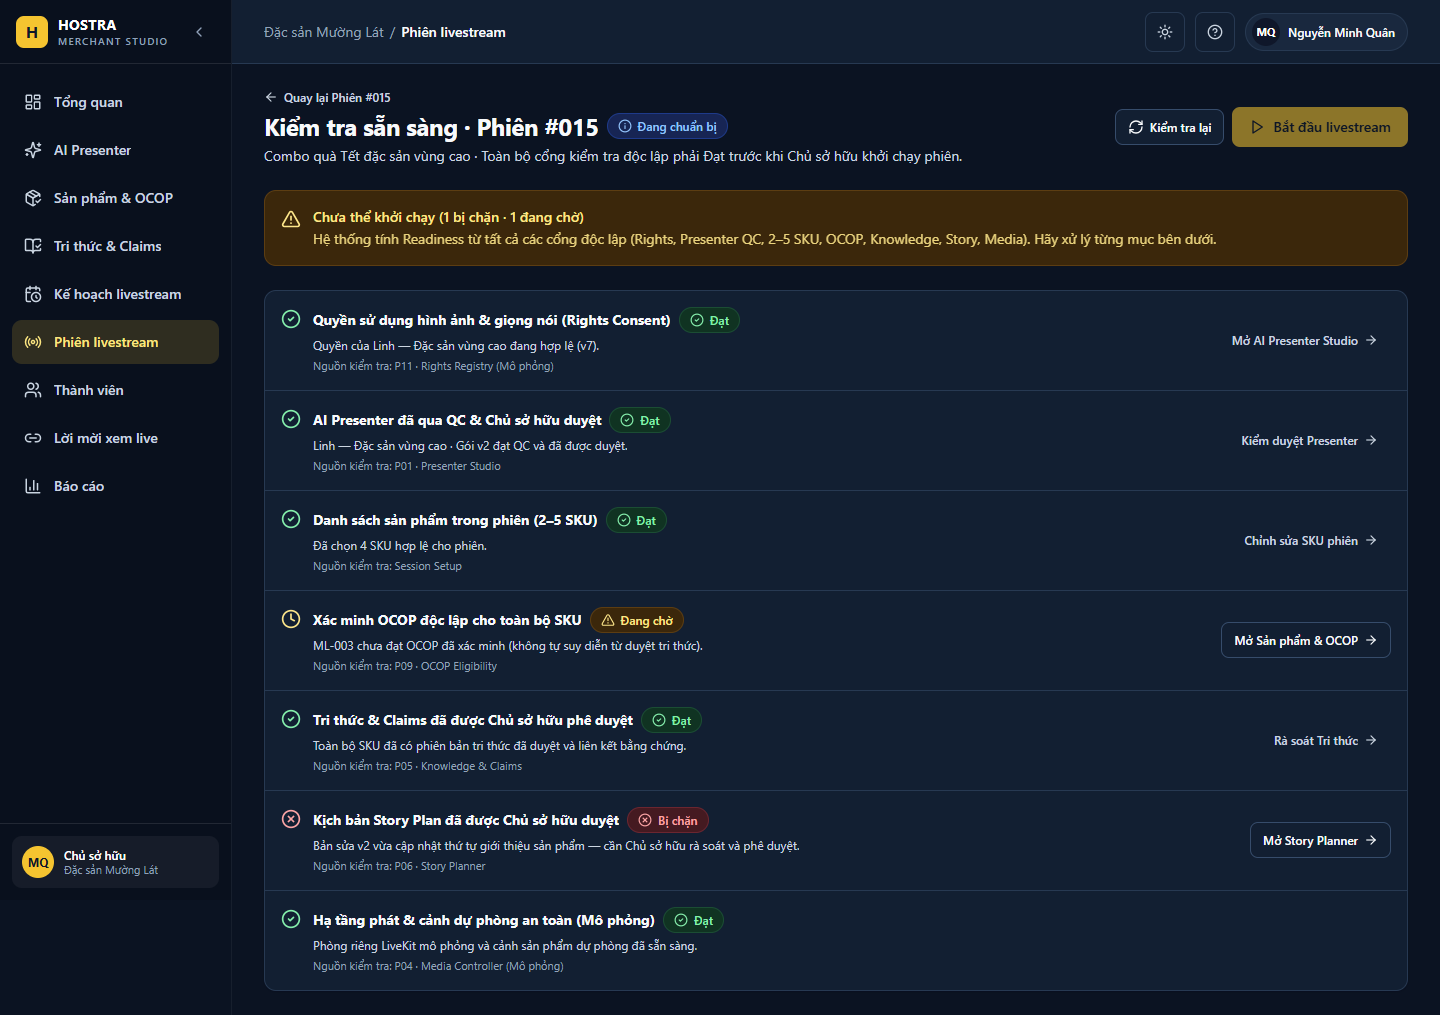 H
HOSTRA
MERCHANT STUDIO
Đặc sản Mường Lát / Phiên livestream
MQ Nguyễn Minh Quân
Tổng quan
AI Presenter
Sản phẩm & OCOP
Tri thức & Claims
Kế hoạch livestream
Phiên livestream
Thành viên
Lời mời xem live
Báo cáo
MQ
Chủ sở hữu
Đặc sản Mường Lát
Quay lại Phiên #015
Kiểm tra sẵn sàng · Phiên #015 Đang chuẩn bị
Combo quà Tết đặc sản vùng cao · Toàn bộ cổng kiểm tra độc lập phải Đạt trước khi Chủ sở hữu khởi chạy phiên.
Kiểm tra lại
Bắt đầu livestream
Chưa thể khởi chạy (1 bị chặn · 1 đang chờ)
Hệ thống tính Readiness từ tất cả các cổng độc lập (Rights, Presenter QC, 2–5 SKU, OCOP, Knowledge, Story, Media). Hãy xử lý từng mục bên dưới.
Quyền sử dụng hình ảnh & giọng nói (Rights Consent) Đạt
Quyền của Linh — Đặc sản vùng cao đang hợp lệ (v7).
Nguồn kiểm tra: P11 · Rights Registry (Mô phỏng)
Mở AI Presenter Studio
AI Presenter đã qua QC & Chủ sở hữu duyệt Đạt
Linh — Đặc sản vùng cao · Gói v2 đạt QC và đã được duyệt.
Nguồn kiểm tra: P01 · Presenter Studio
Kiểm duyệt Presenter
Danh sách sản phẩm trong phiên (2–5 SKU) Đạt
Đã chọn 4 SKU hợp lệ cho phiên.
Nguồn kiểm tra: Session Setup
Chỉnh sửa SKU phiên
Xác minh OCOP độc lập cho toàn bộ SKU Đang chờ
ML-003 chưa đạt OCOP đã xác minh (không tự suy diễn từ duyệt tri thức).
Nguồn kiểm tra: P09 · OCOP Eligibility
Mở Sản phẩm & OCOP
Tri thức & Claims đã được Chủ sở hữu phê duyệt Đạt
Toàn bộ SKU đã có phiên bản tri thức đã duyệt và liên kết bằng chứng.
Nguồn kiểm tra: P05 · Knowledge & Claims
Rà soát Tri thức
Kịch bản Story Plan đã được Chủ sở hữu duyệt Bị chặn
Bản sửa v2 vừa cập nhật thứ tự giới thiệu sản phẩm — cần Chủ sở hữu rà soát và phê duyệt.
Nguồn kiểm tra: P06 · Story Planner
Mở Story Planner
Hạ tầng phát & cảnh dự phòng an toàn (Mô phỏng) Đạt
Phòng riêng LiveKit mô phỏng và cảnh sản phẩm dự phòng đã sẵn sàng.
Nguồn kiểm tra: P04 · Media Controller (Mô phỏng)